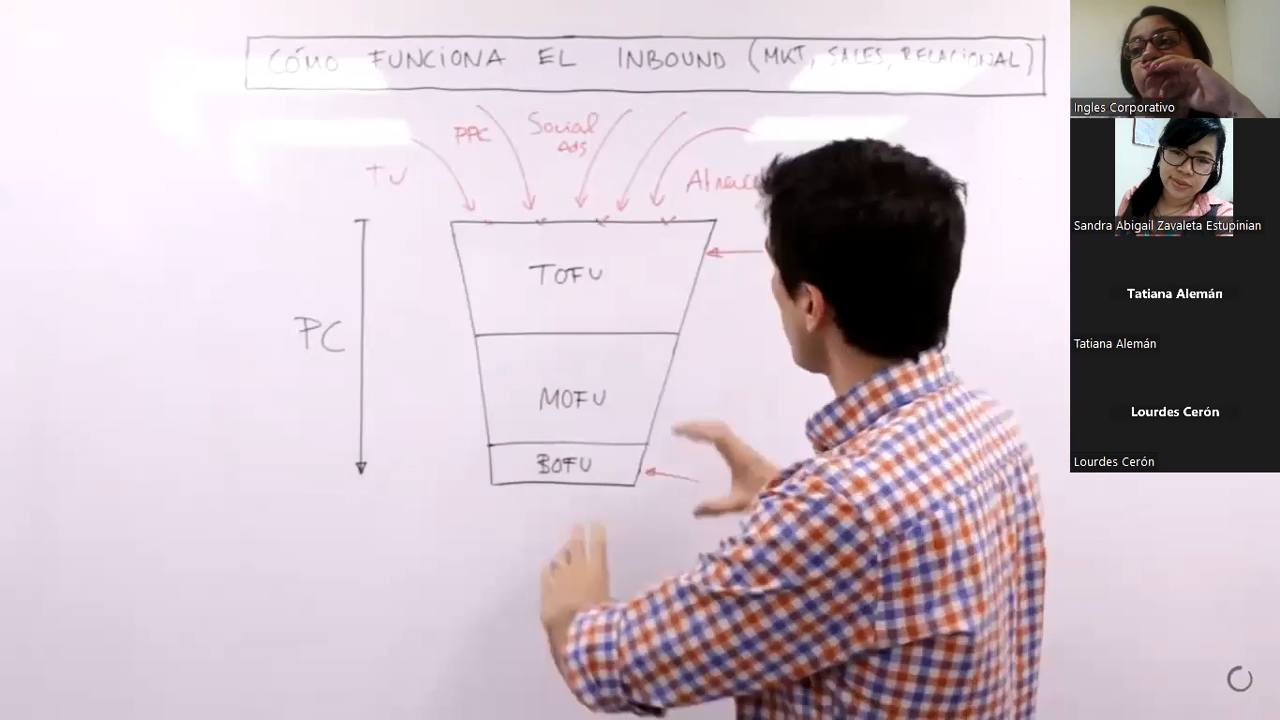 CÓMO FUNCIONA EL INBOUND (MKT, SALES, RELACIONAL)
PPC
Social
Ads
TV
TOFU
PC
MOFU
BOFU
Ingles Corporativo
Sandra Abigail Zavaleta Estupinian
Tatiana Alemán
Tatiana Alemán
Lourdes Cerón
Lourdes Cerón